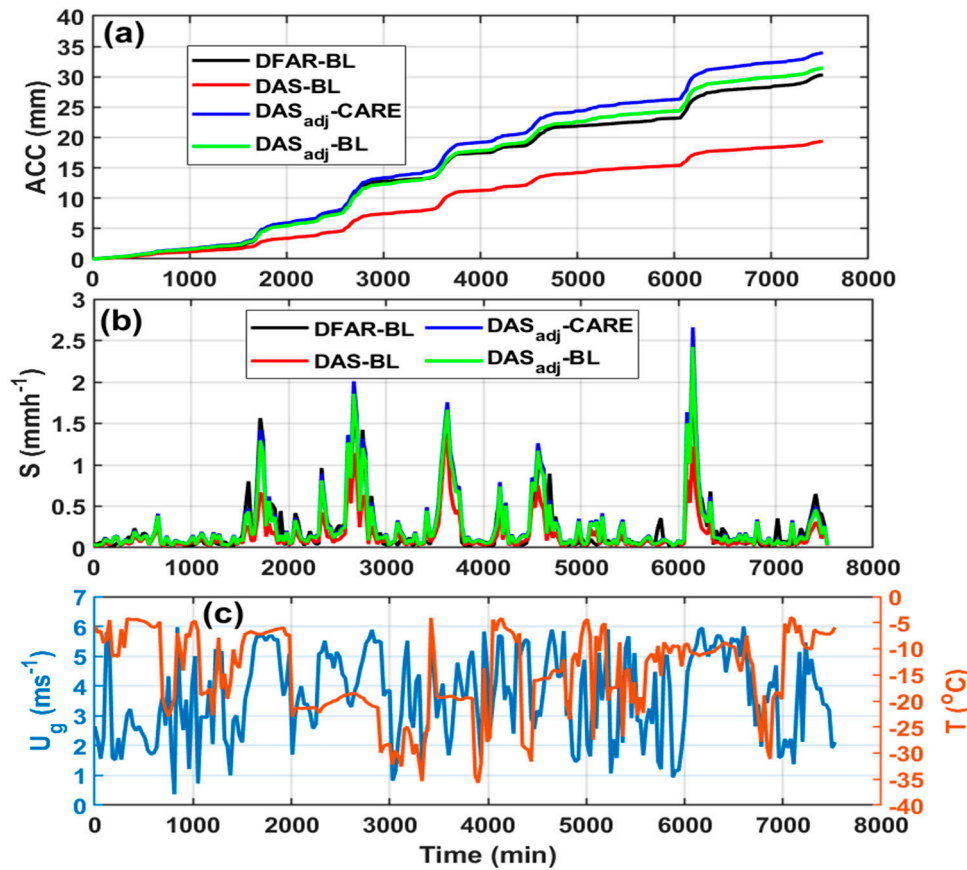 (a)
DFAR-BL
DAS-BL
DASadj-CARE
DASadj-BL
ACC (mm)
40
35
30
25
20
15
10
5
0
0 1000 2000 3000 4000 5000 6000 7000 8000
(b)
DFAR-BL DASadj-CARE
DAS-BL DASadj-BL
S (mmh-1)
3
2.5
2
1.5
1
0.5
0
0 1000 2000 3000 4000 5000 6000 7000 8000
(c)
Ug (ms-1)
7
6
5
4
3
2
1
0
T (oC)
0
-5
-10
-15
-20
-25
-30
-35
-40
0 1000 2000 3000 4000 5000 6000 7000 8000
Time (min)